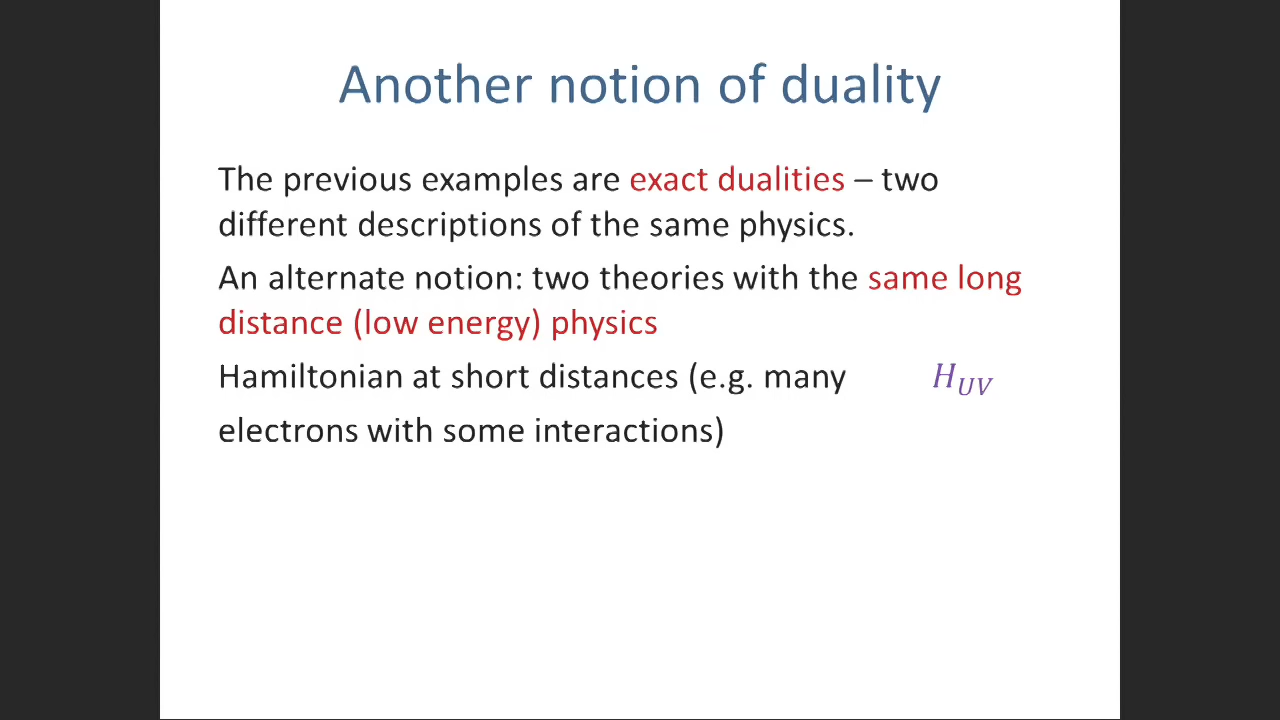 Another notion of duality
The previous examples are exact dualities – two
different descriptions of the same physics.
An alternate notion: two theories with the same long
distance (low energy) physics
Hamiltonian at short distances (e.g. many H_{UV}
electrons with some interactions)